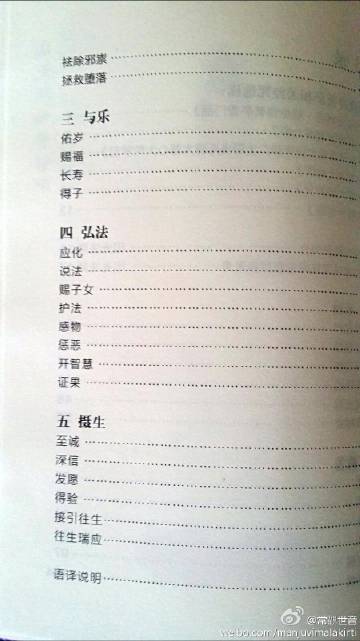 祛除邪祟
拯救堕落
三 与乐
佑岁
赐福
长寿
得子
四 弘法
应化
说法
赐子女
护法
感物
惩恶
开智慧
证果
五 摄生
至诚
深信
发愿
得验
接引往生
往生瑞应
语译说明
@常觀世音
weibo.com/manjuvimalakirti